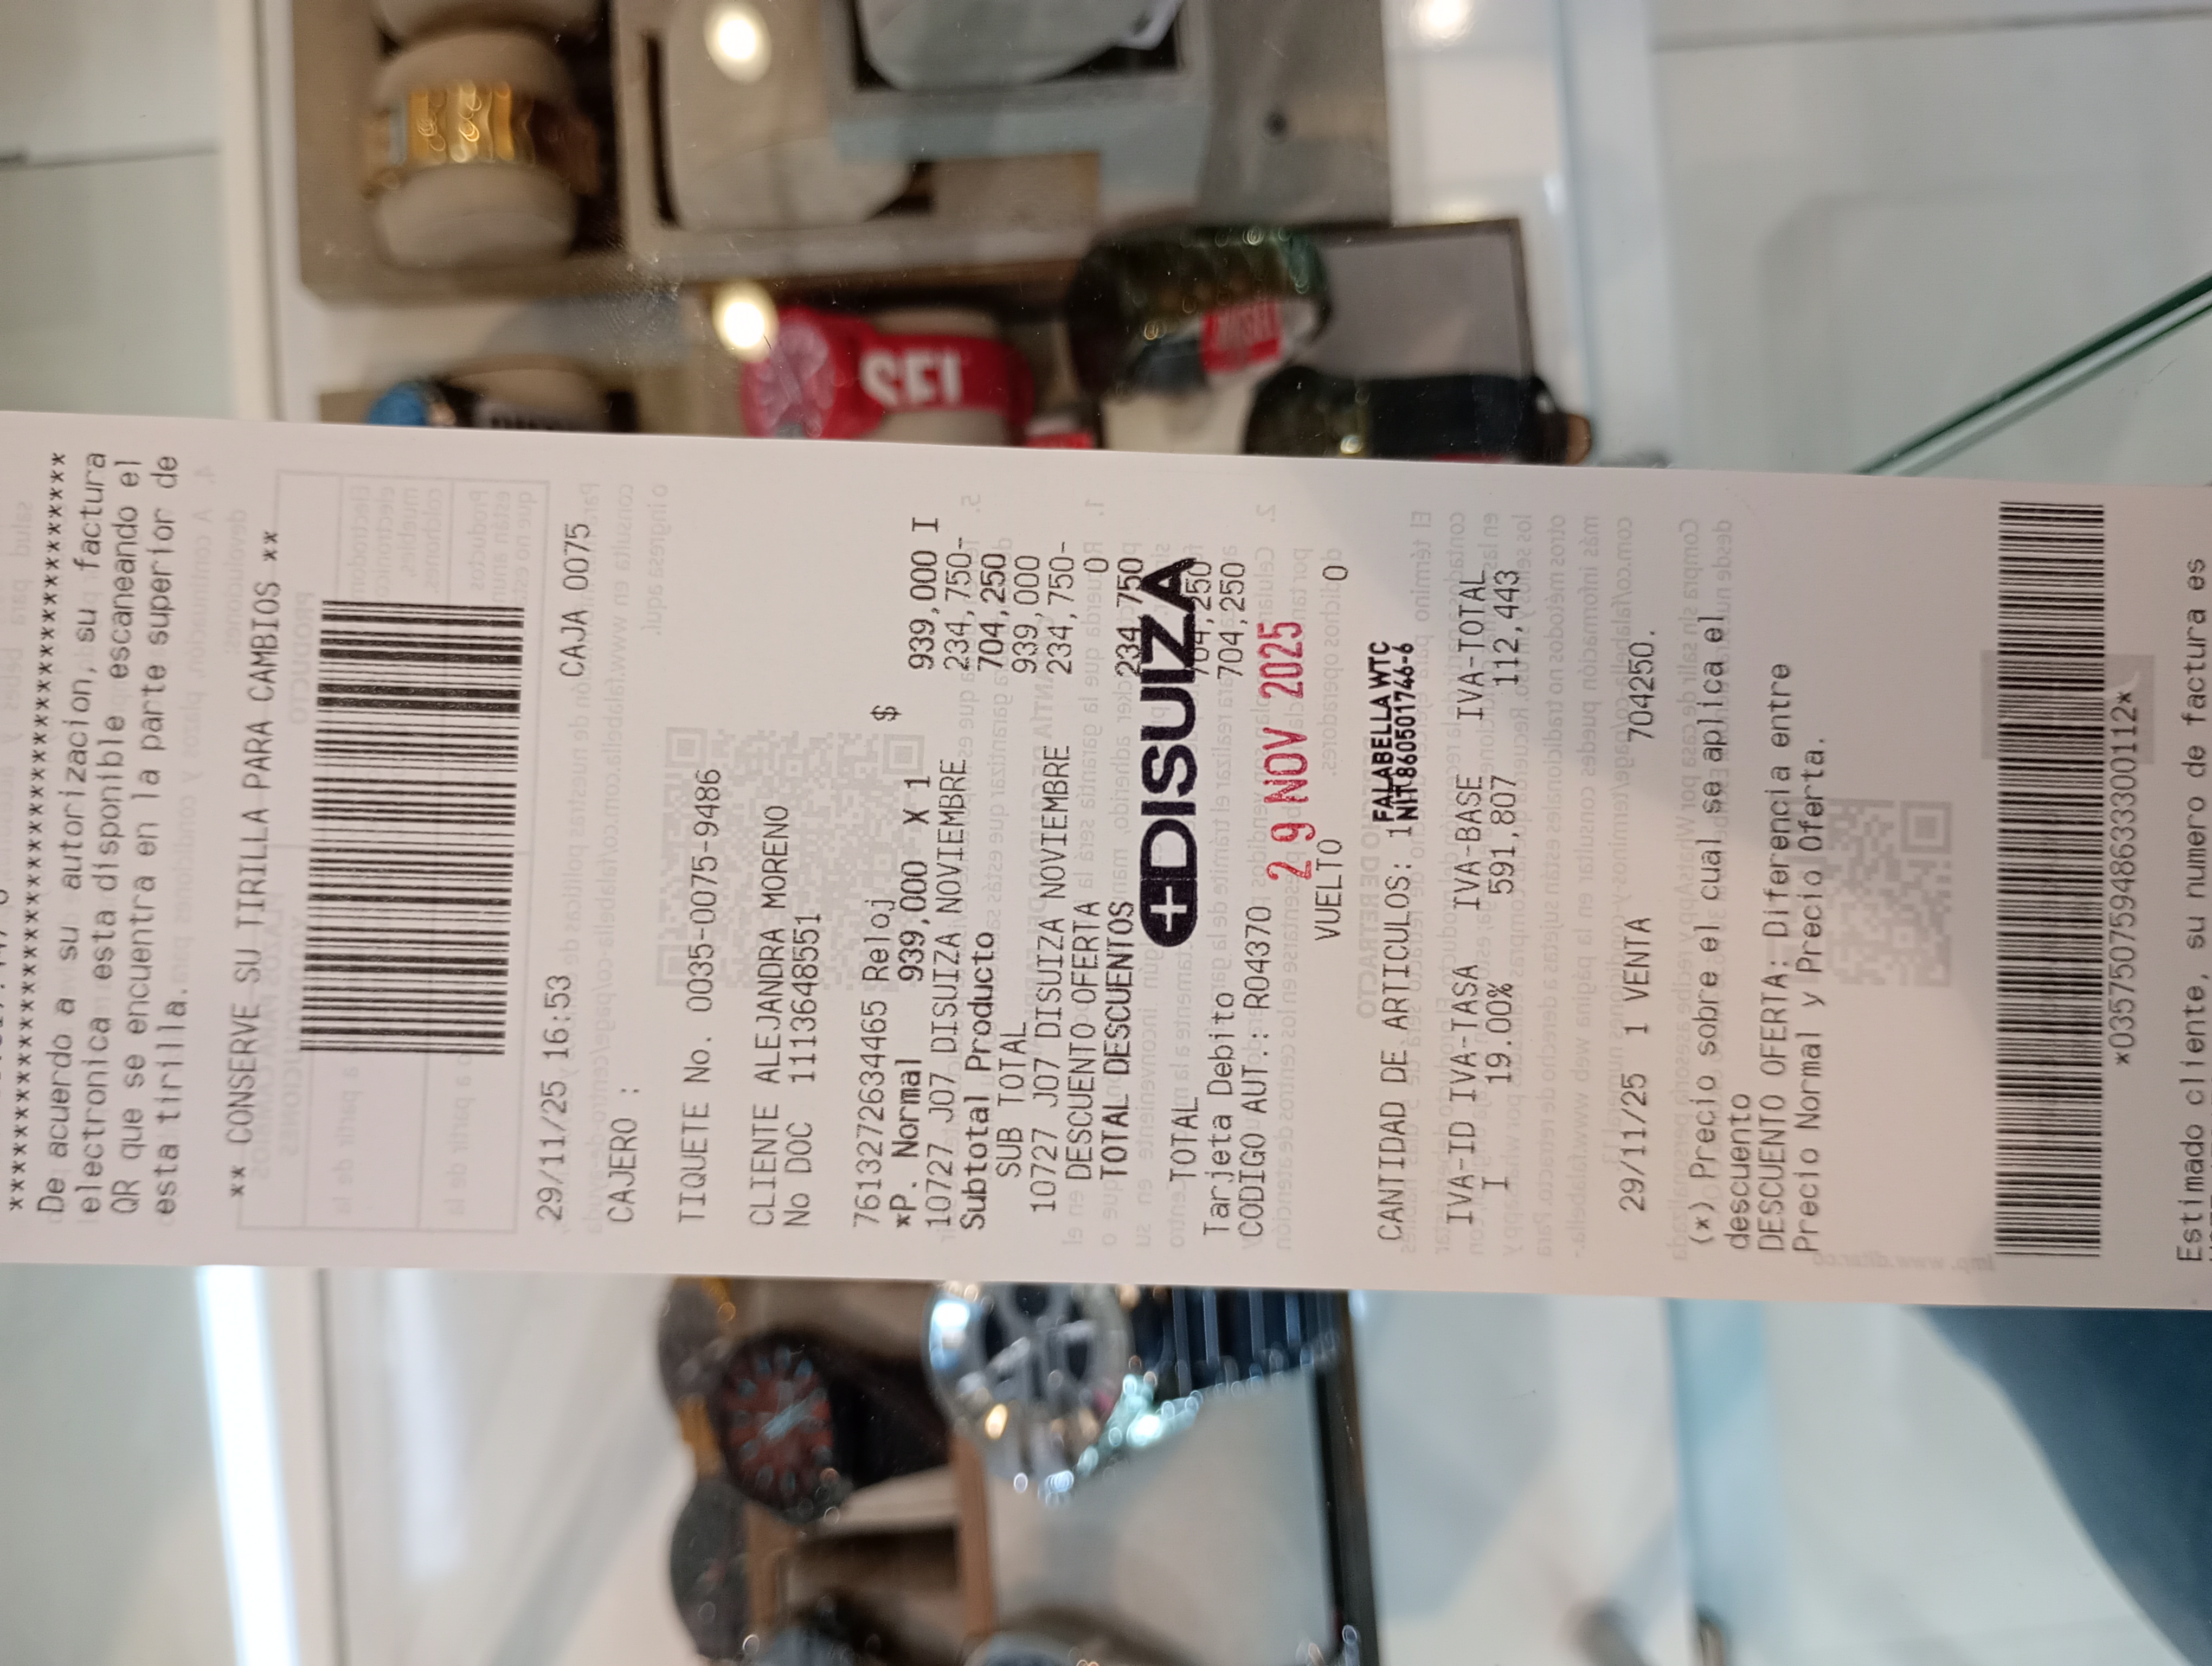 ************************************************
De acuerdo a su autorizacion, su factura
electronica esta disponible escaneando el
QR que se encuentra en la parte superior de
esta tirilla.
** CONSERVE SU TIRILLA PARA CAMBIOS **
29/11/25 16:53 CAJA 0075
CAJERO :
TIQUETE No. 0035-0075-9486
CLIENTE ALEJANDRA MORENO
No DOC 1113648551
7613272634465 Reloj $
*P. Normal 939,000 X 1 939,000 I
10727 J07 DISUIZA NOVIEMBRE 234,750-
Subtotal Producto 704,250
SUB TOTAL 939,000
10727 J07 DISUIZA NOVIEMBRE 234,750-
DESCUENTO OFERTA 0
TOTAL DESCUENTOS 234,750
DISUIZA
TOTAL 704,250
Tarjeta Debito 704,250
CODIGO AUT.: R04370
29 NOV 2025
VUELTO 0
FALABELLA WTC
NIT.860501746-6
CANTIDAD DE ARTICULOS: 1
IVA-ID IVA-TASA IVA-BASE IVA-TOTAL
I 19.00% 591,807 112,443
29/11/25 1 VENTA 704250.
(*) Precio sobre el cual se aplica el
descuento
DESCUENTO OFERTA: Diferencia entre
Precio Normal y Precio Oferta.
*03575075948633300112*
Estimado cliente, su numero de factura es